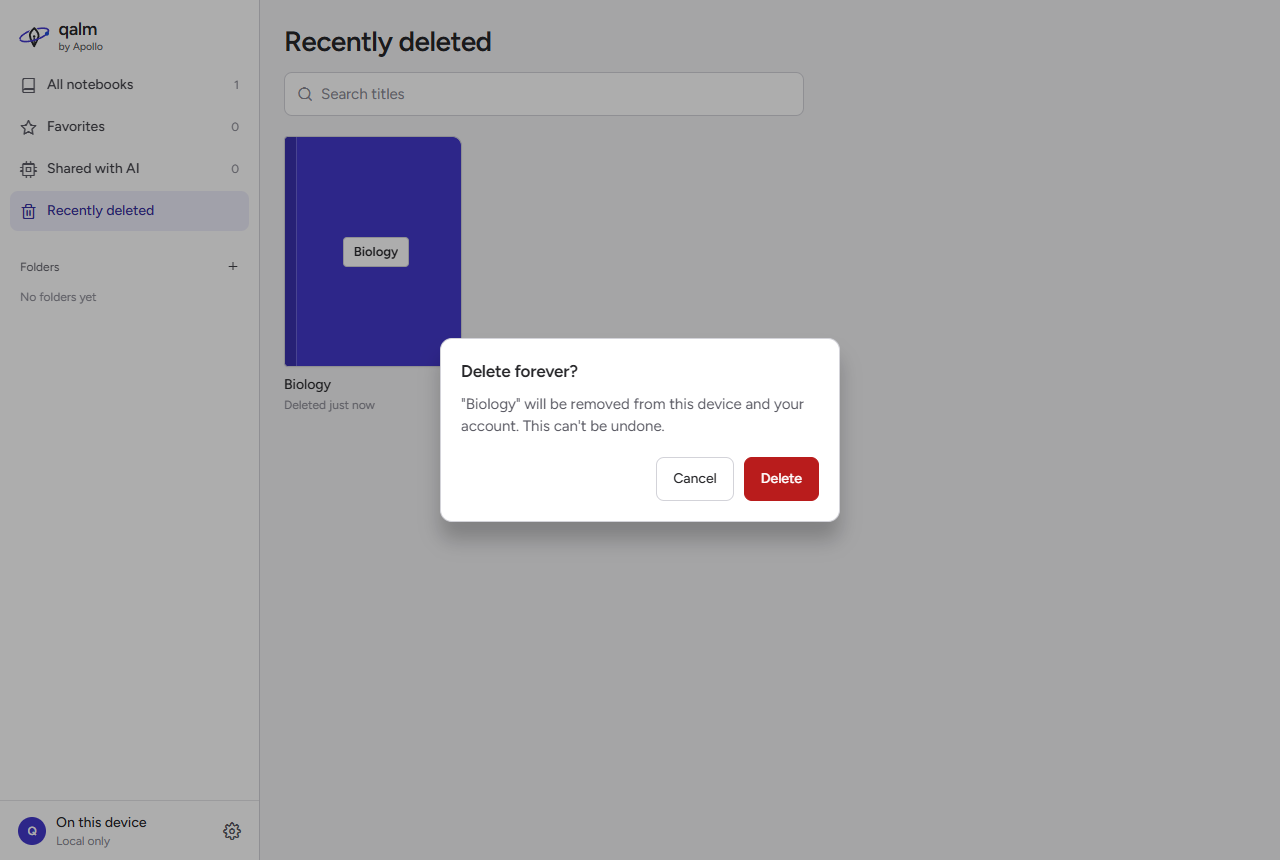 qalm
by Apollo
All notebooks 1
Favorites 0
Shared with AI 0
Recently deleted
Folders +
No folders yet
Q
On this device
Local only
Recently deleted
Search titles
Biology
Biology
Deleted just now
Delete forever?
"Biology" will be removed from this device and your
account. This can't be undone.
Cancel
Delete